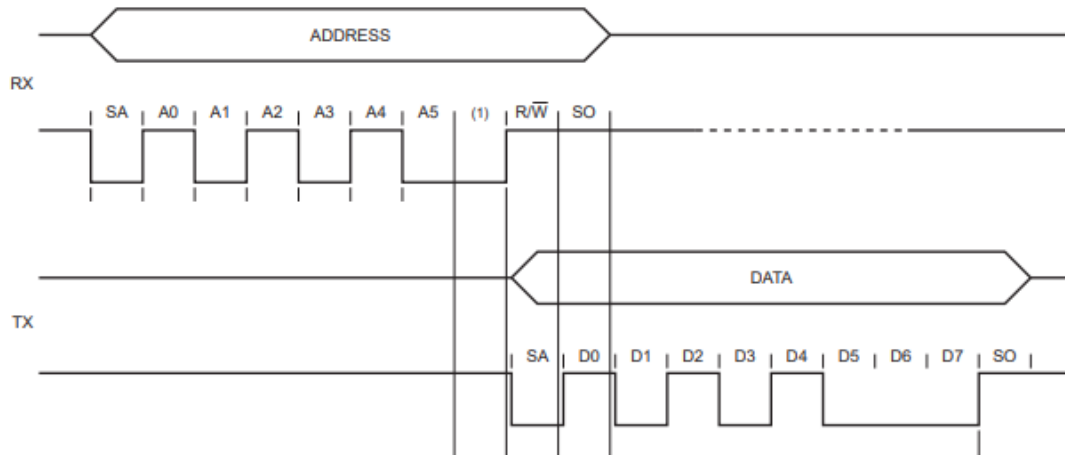 ADDRESS
RX
SA A0 A1 A2 A3 A4 A5 (1) R/W̅ SO
DATA
TX
SA D0 D1 D2 D3 D4 D5 D6 D7 SO